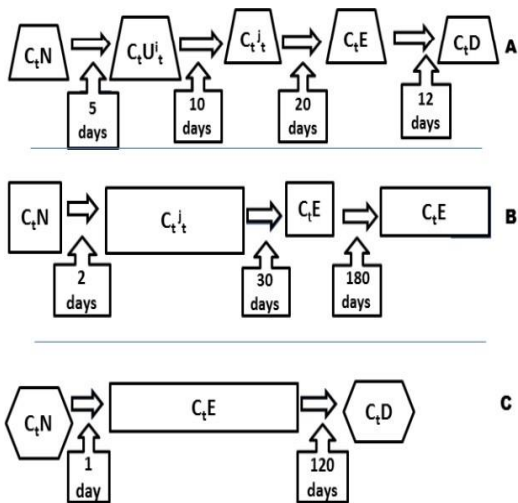 CₜN CₜUⁱₜ Cₜʲₜ CₜE CₜD A
5 days
10 days
20 days
12 days
CₜN Cₜʲₜ CₜE CₜE B
2 days
30 days
180 days
CₜN CₜE CₜD C
1 day
120 days